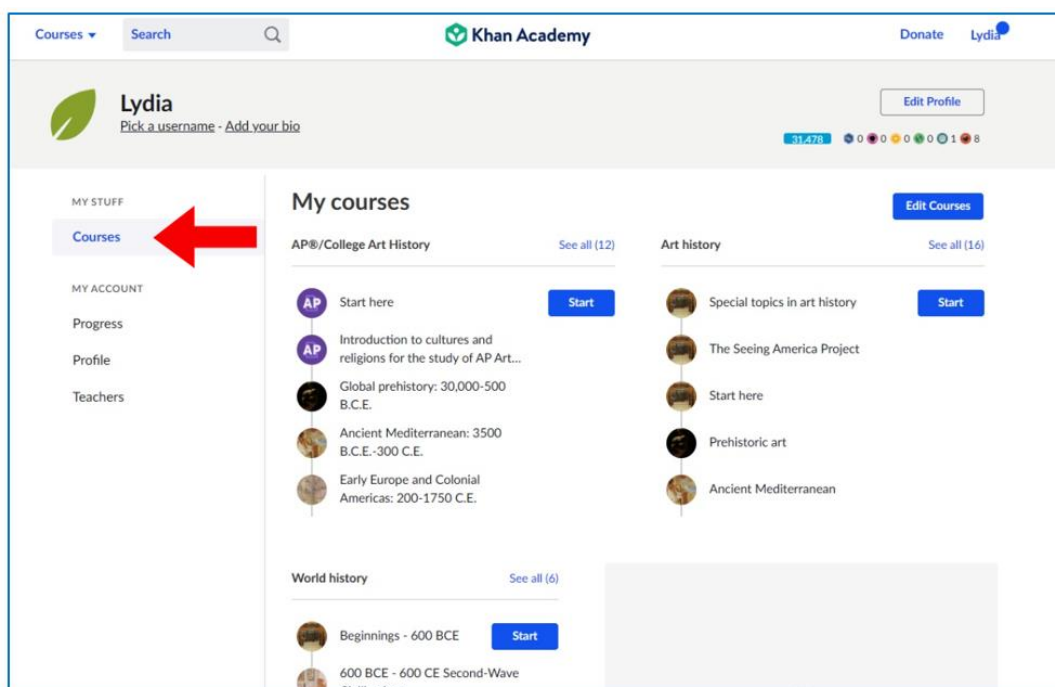 Courses
Search
Khan Academy
Donate
Lydia
Lydia
Pick a username - Add your bio
Edit Profile
31,478
0 0 0 0 1 8
MY STUFF
Courses
MY ACCOUNT
Progress
Profile
Teachers
My courses
Edit Courses
AP®/College Art History
See all (12)
AP
Start here
Start
AP
Introduction to cultures and
religions for the study of AP Art...
Global prehistory: 30,000-500
B.C.E.
Ancient Mediterranean: 3500
B.C.E.-300 C.E.
Early Europe and Colonial
Americas: 200-1750 C.E.
Art history
See all (16)
Special topics in art history
Start
The Seeing America Project
Start here
Prehistoric art
Ancient Mediterranean
World history
See all (6)
Beginnings - 600 BCE
Start
600 BCE - 600 CE Second-Wave